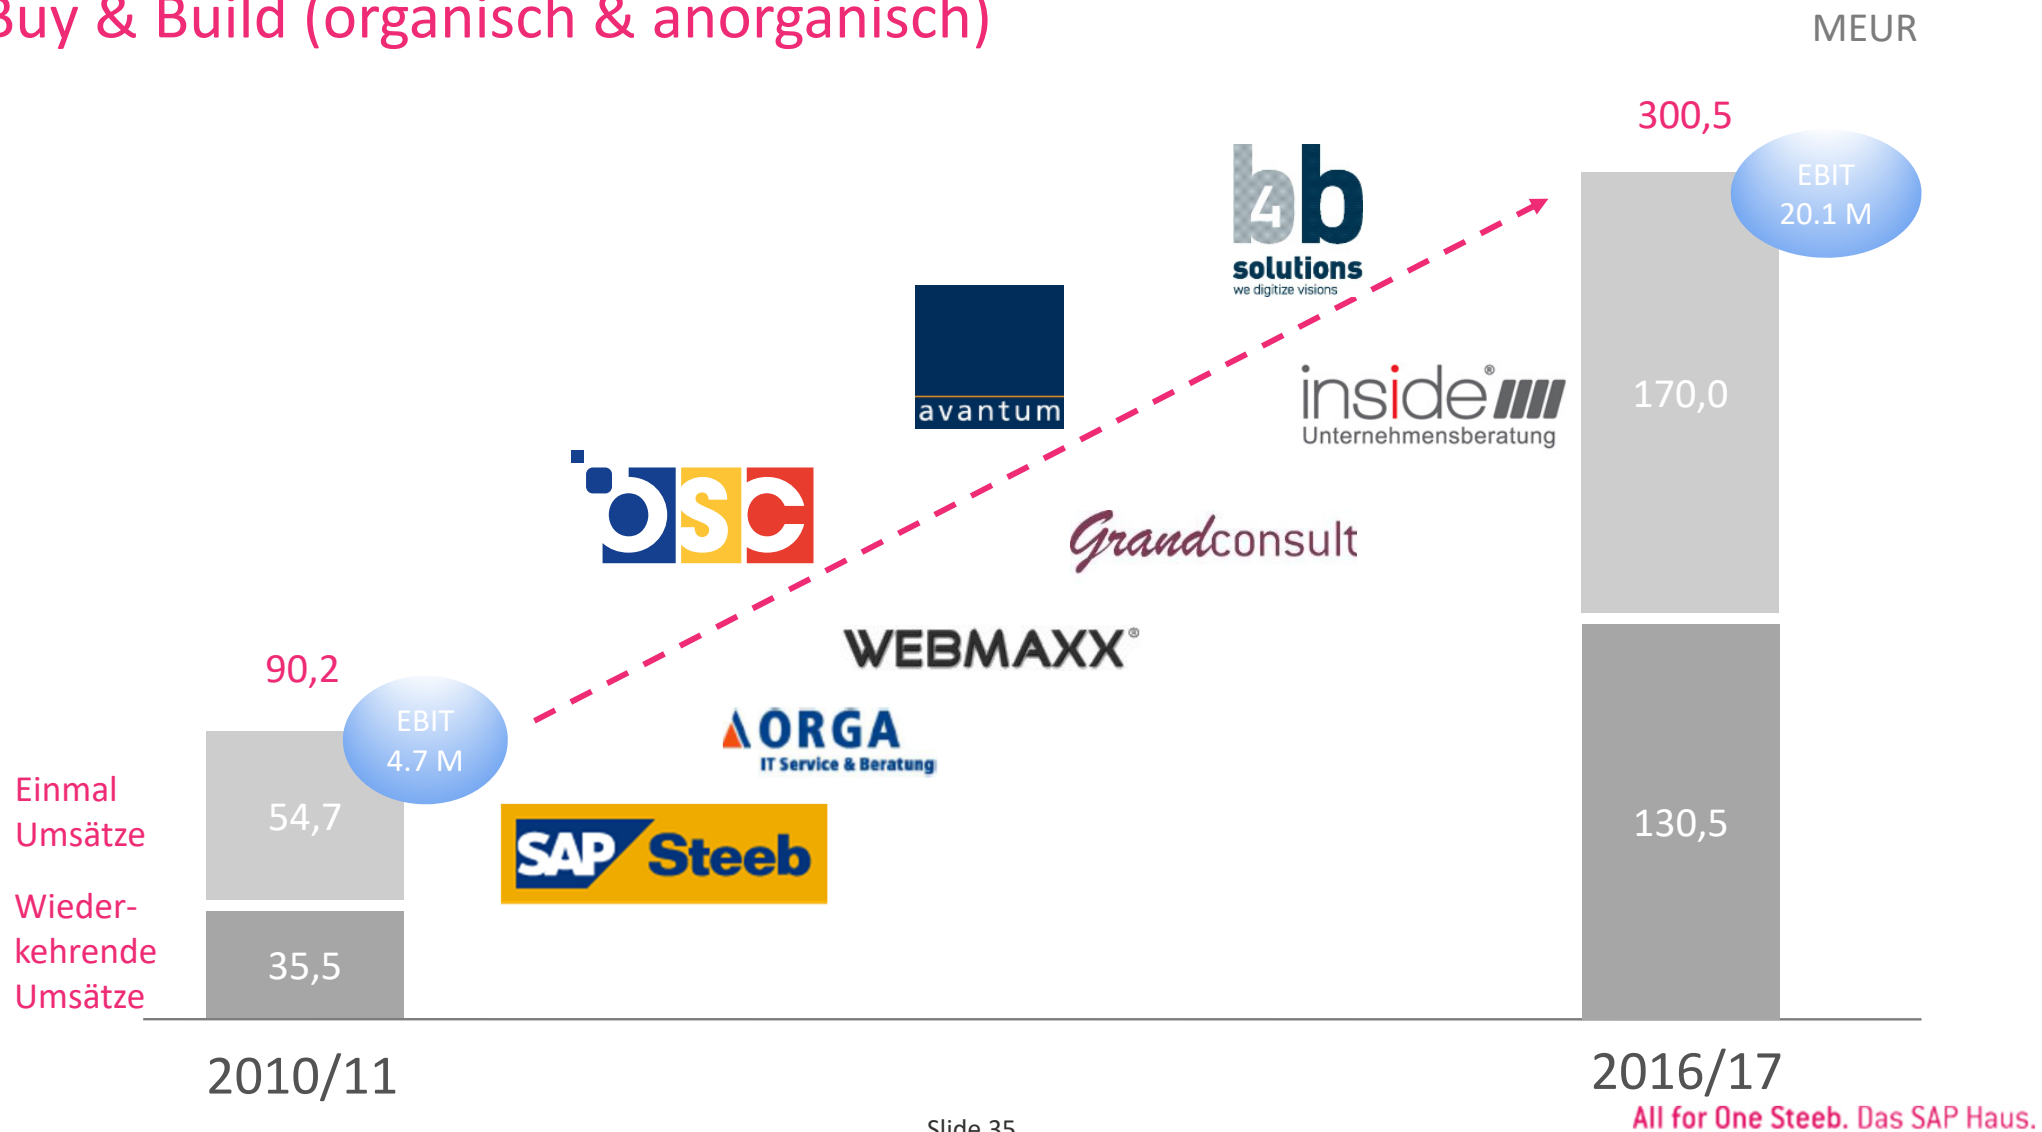 Buy & Build (organisch & anorganisch)
MEUR
300,5
EBIT
20.1 M
b4b
solutions
we digitize visions
avantum
inside®
Unternehmensberatung
170,0
osc
Grandconsult
WEBMAXX®
90,2
EBIT
4.7 M
ORGA
IT Service & Beratung
Einmal
Umsätze
54,7
SAP Steeb
130,5
Wieder-
kehrende
Umsätze
35,5
2010/11
2016/17
All for One Steeb. Das SAP Haus.
Slide 35